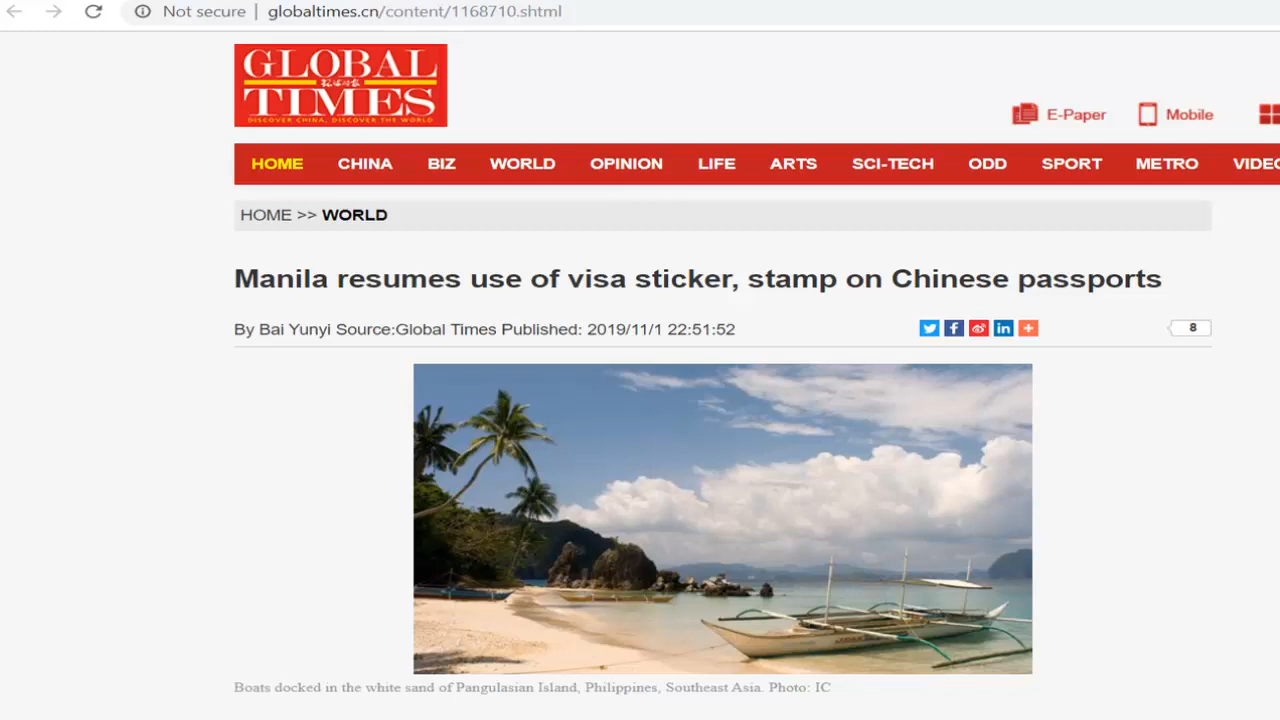 Not secure | globaltimes.cn/content/1168710.shtml
GLOBAL
TIMES
DISCOVER CHINA, DISCOVER THE WORLD
E-Paper Mobile
HOME CHINA BIZ WORLD OPINION LIFE ARTS SCI-TECH ODD SPORT METRO VIDEO
HOME >> WORLD
Manila resumes use of visa sticker, stamp on Chinese passports
By Bai Yunyi Source:Global Times Published: 2019/11/1 22:51:52
8
Boats docked in the white sand of Pangulasian Island, Philippines, Southeast Asia. Photo: IC